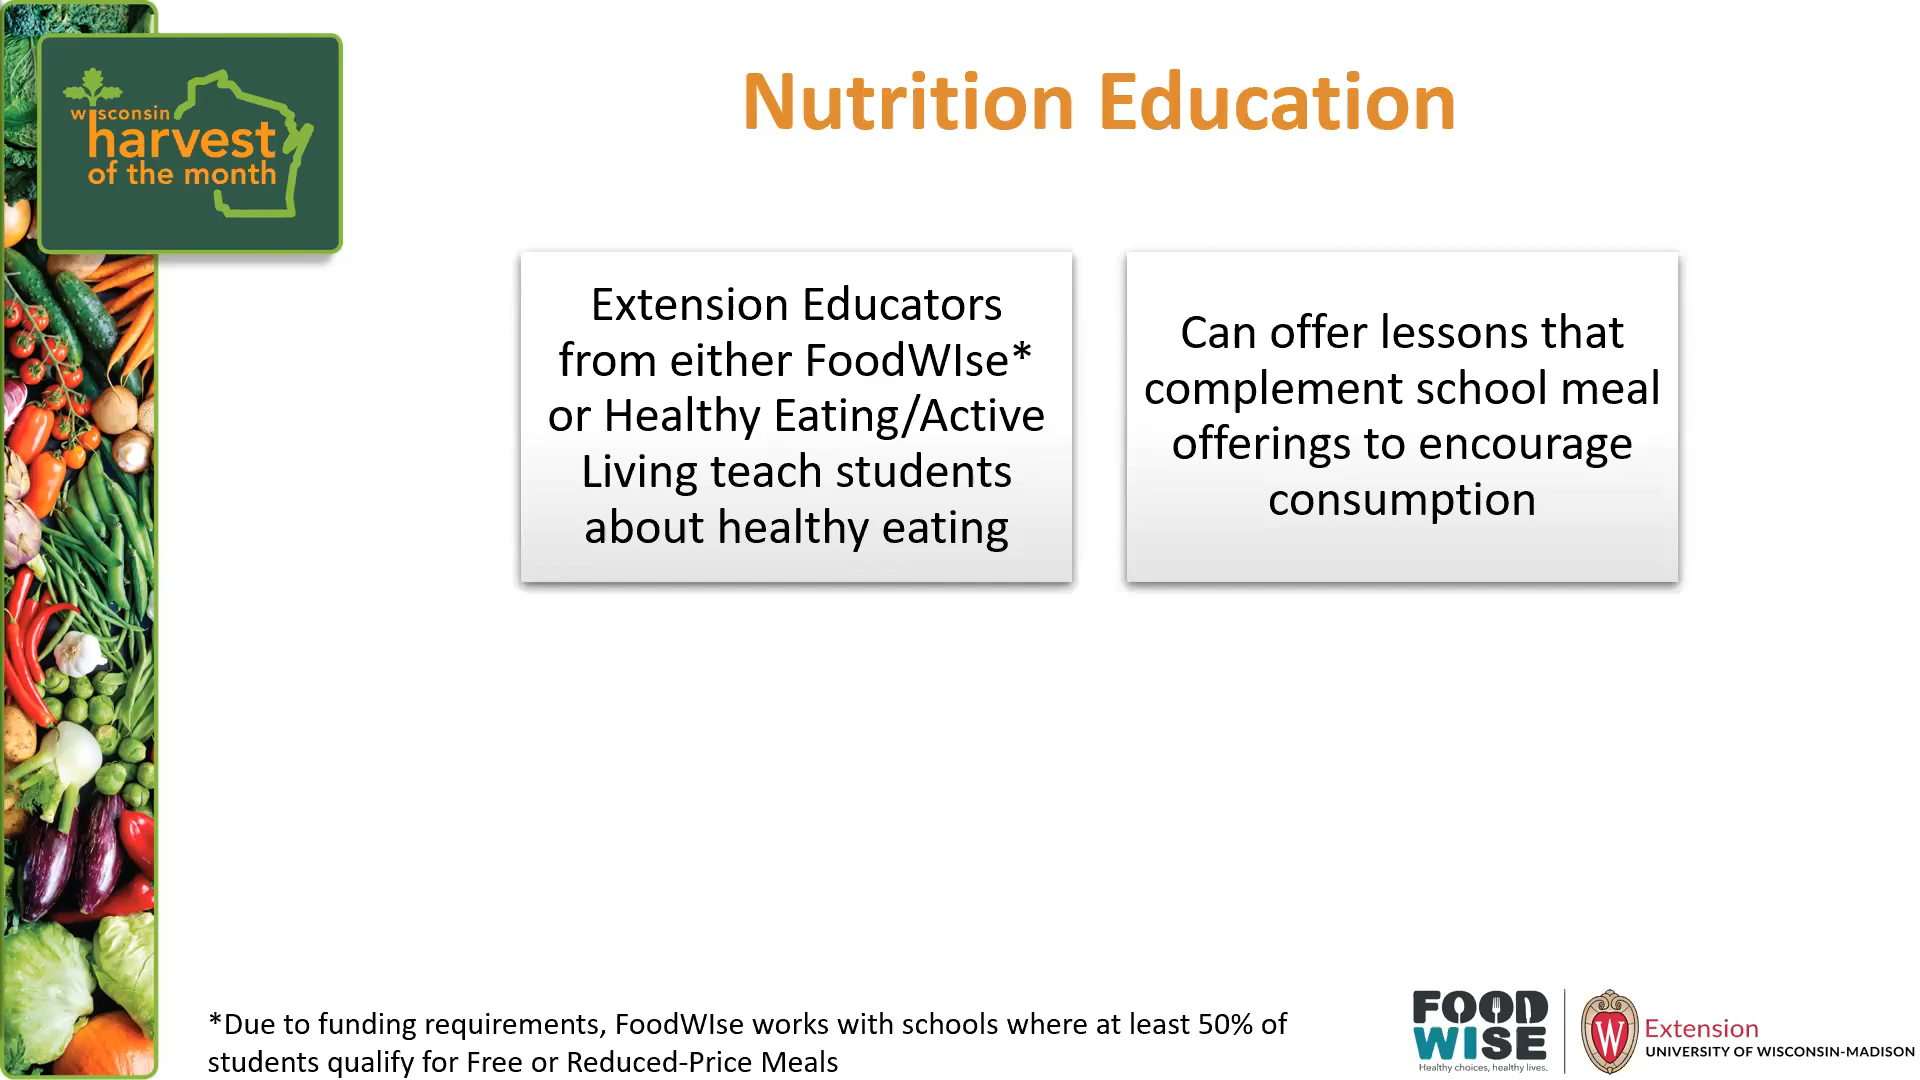 wisconsin
harvest
of the month
Nutrition Education
Extension Educators
from either FoodWIse*
or Healthy Eating/Active
Living teach students
about healthy eating
Can offer lessons that
complement school meal
offerings to encourage
consumption
*Due to funding requirements, FoodWIse works with schools where at least 50% of
students qualify for Free or Reduced-Price Meals
FOOD
WISE
Healthy choices, healthy lives.
W
Extension
UNIVERSITY OF WISCONSIN-MADISON